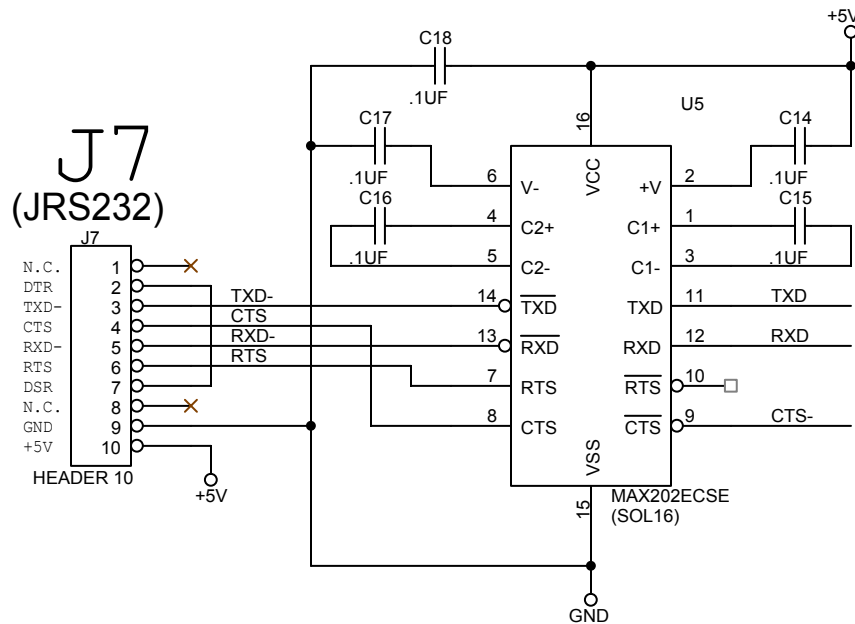 +5V
C18
.1UF
U5
C17
.1UF
16
C14
.1UF
J7
(JRS232)
6
V-
VCC
+V
2
C16
.1UF
4
C2+
C1+
1
C15
.1UF
5
C2-
C1-
3
J7
N.C.
1
DTR
2
TXD-
3
TXD-
14
TXD
TXD
11
TXD
CTS
4
CTS
RXD-
5
RXD-
13
RXD
RXD
12
RXD
RTS
6
RTS
DSR
7
7
RTS
RTS
10
N.C.
8
GND
9
8
CTS
CTS
9
CTS-
+5V
10
HEADER 10
+5V
VSS
15
MAX202ECSE
(SOL16)
GND